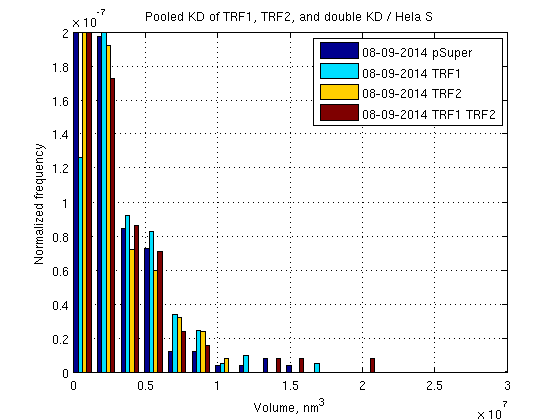 Pooled KD of TRF1, TRF2, and double KD / Hela S
x 10^-7
2
1.8
1.6
1.4
1.2
1
0.8
0.6
0.4
0.2
0
Normalized frequency
08-09-2014 pSuper
08-09-2014 TRF1
08-09-2014 TRF2
08-09-2014 TRF1 TRF2
0 0.5 1 1.5 2 2.5 3
x 10^7
Volume, nm^3